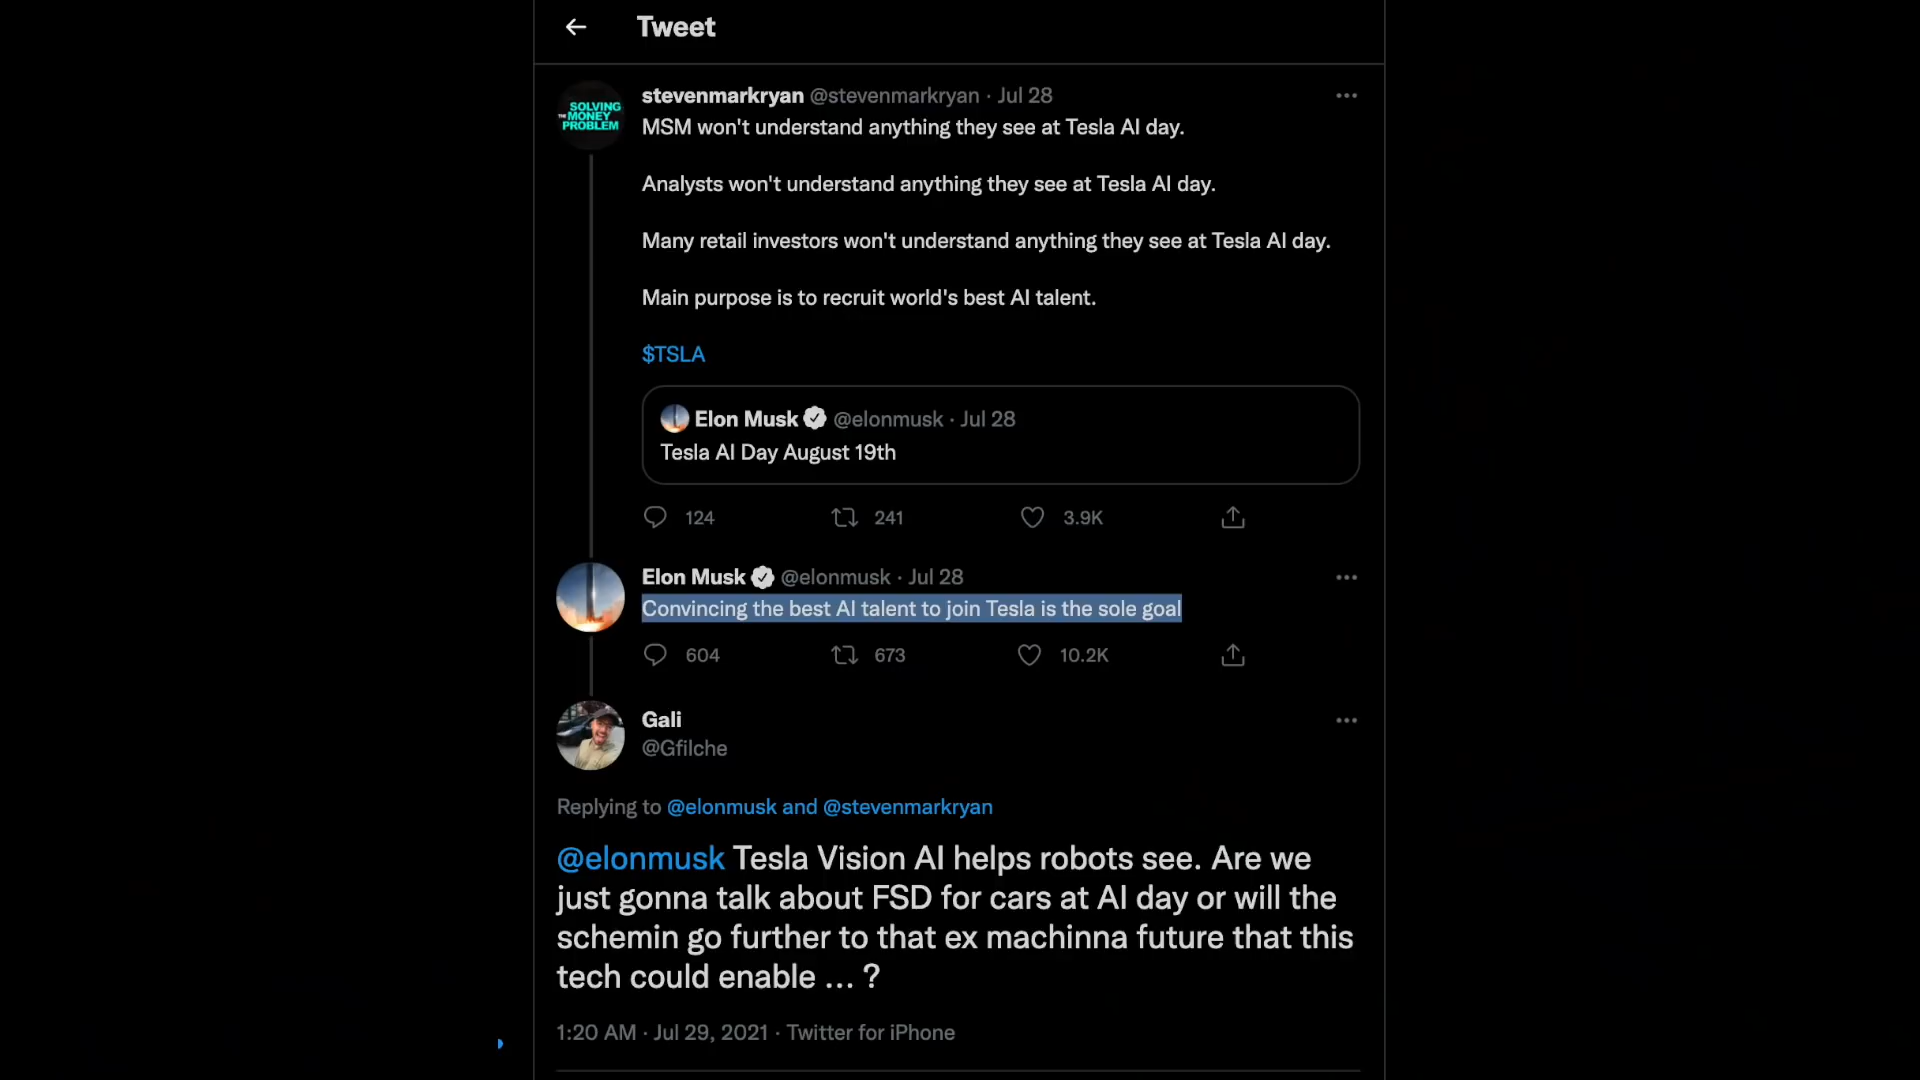 Tweet
SOLVING
THE MONEY
PROBLEM
stevenmarkryan @stevenmarkryan · Jul 28
MSM won't understand anything they see at Tesla AI day.
Analysts won't understand anything they see at Tesla AI day.
Many retail investors won't understand anything they see at Tesla AI day.
Main purpose is to recruit world's best AI talent.
$TSLA
Elon Musk @elonmusk · Jul 28
Tesla AI Day August 19th
124 241 3.9K
Elon Musk @elonmusk · Jul 28
Convincing the best AI talent to join Tesla is the sole goal
604 673 10.2K
Gali
@Gfilche
Replying to @elonmusk and @stevenmarkryan
@elonmusk Tesla Vision AI helps robots see. Are we
just gonna talk about FSD for cars at AI day or will the
schemin go further to that ex machinna future that this
tech could enable ... ?
1:20 AM · Jul 29, 2021 · Twitter for iPhone